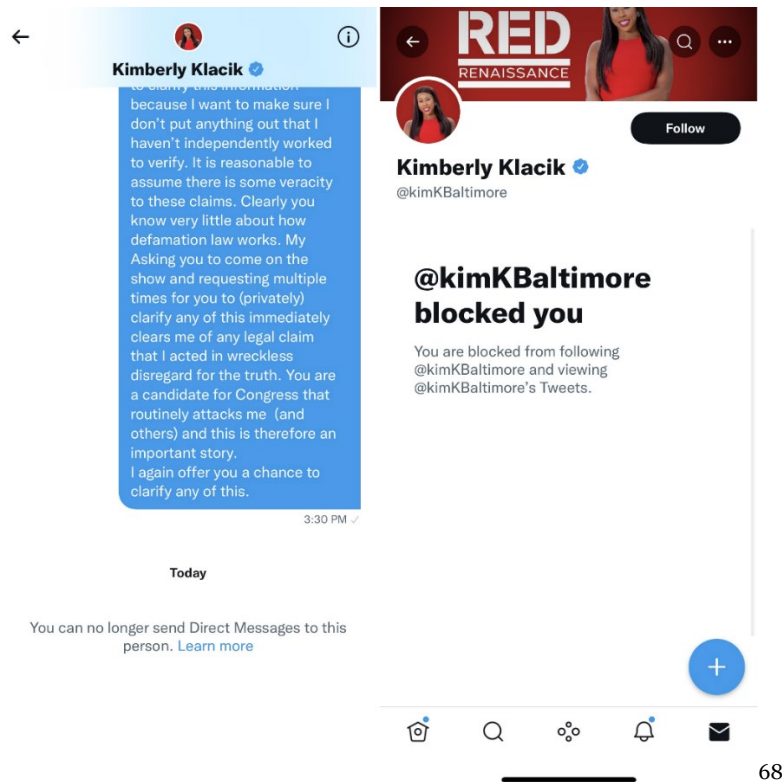 Kimberly Klacik
to clarify this information
because I want to make sure I
don't put anything out that I
haven't independently worked
to verify. It is reasonable to
assume there is some veracity
to these claims. Clearly you
know very little about how
defamation law works. My
Asking you to come on the
show and requesting multiple
times for you to (privately)
clarify any of this immediately
clears me of any legal claim
that I acted in wreckless
disregard for the truth. You are
a candidate for Congress that
routinely attacks me (and
others) and this is therefore an
important story.
I again offer you a chance to
clarify any of this.
3:30 PM
Today
You can no longer send Direct Messages to this
person. Learn more
RED
RENAISSANCE
Follow
Kimberly Klacik
@kimKBaltimore
@kimKBaltimore
blocked you
You are blocked from following
@kimKBaltimore and viewing
@kimKBaltimore's Tweets.
68